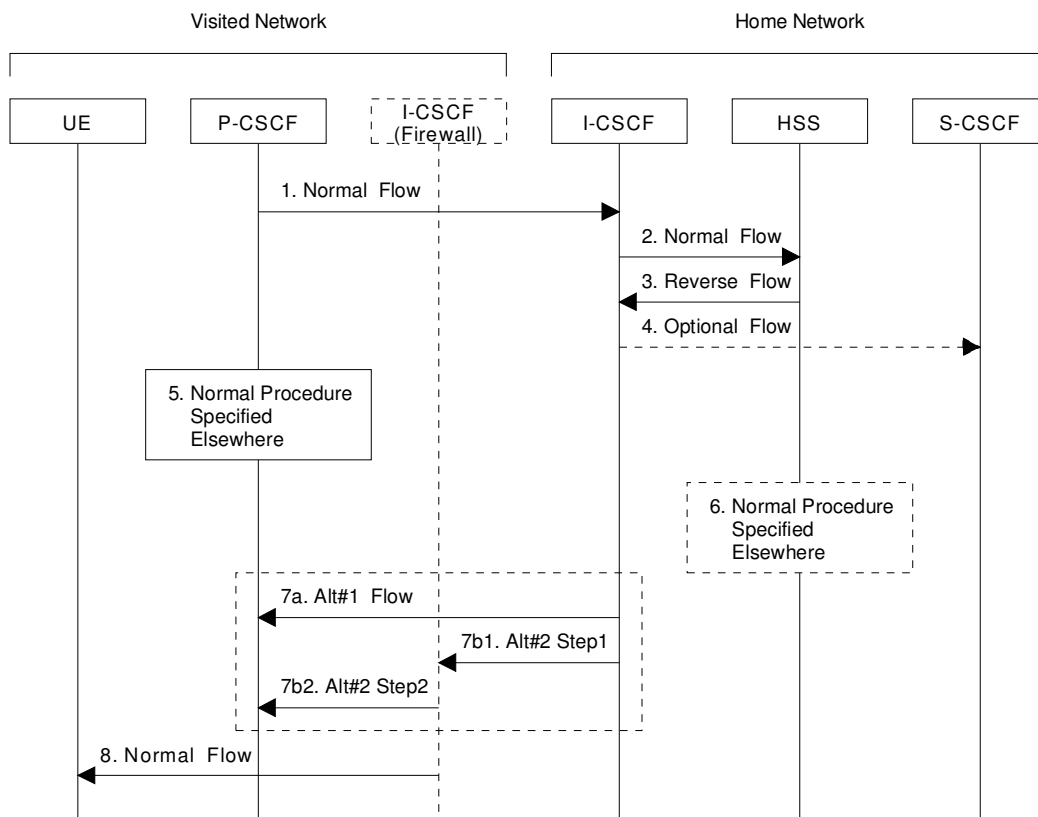 Visited Network
Home Network
UE
P-CSCF
I-CSCF
(Firewall)
I-CSCF
HSS
S-CSCF
1. Normal Flow
2. Normal Flow
3. Reverse Flow
4. Optional Flow
5. Normal Procedure
Specified
Elsewhere
6. Normal Procedure
Specified
Elsewhere
7a. Alt#1 Flow
7b1. Alt#2 Step1
7b2. Alt#2 Step2
8. Normal Flow